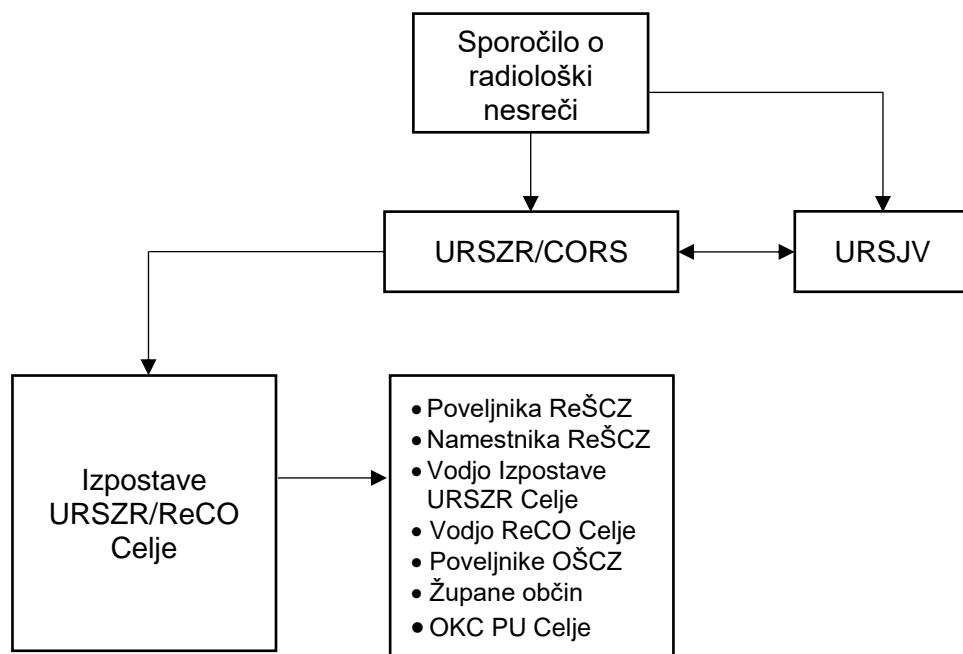 Sporočilo o
radiološki
nesreči
URSZR/CORS
URSJV
Izpostave
URSZR/ReCO
Celje
• Poveljnika ReŠCZ
• Namestnika ReŠCZ
• Vodjo Izpostave
URSZR Celje
• Vodjo ReCO Celje
• Poveljnike OŠCZ
• Župane občin
• OKC PU Celje